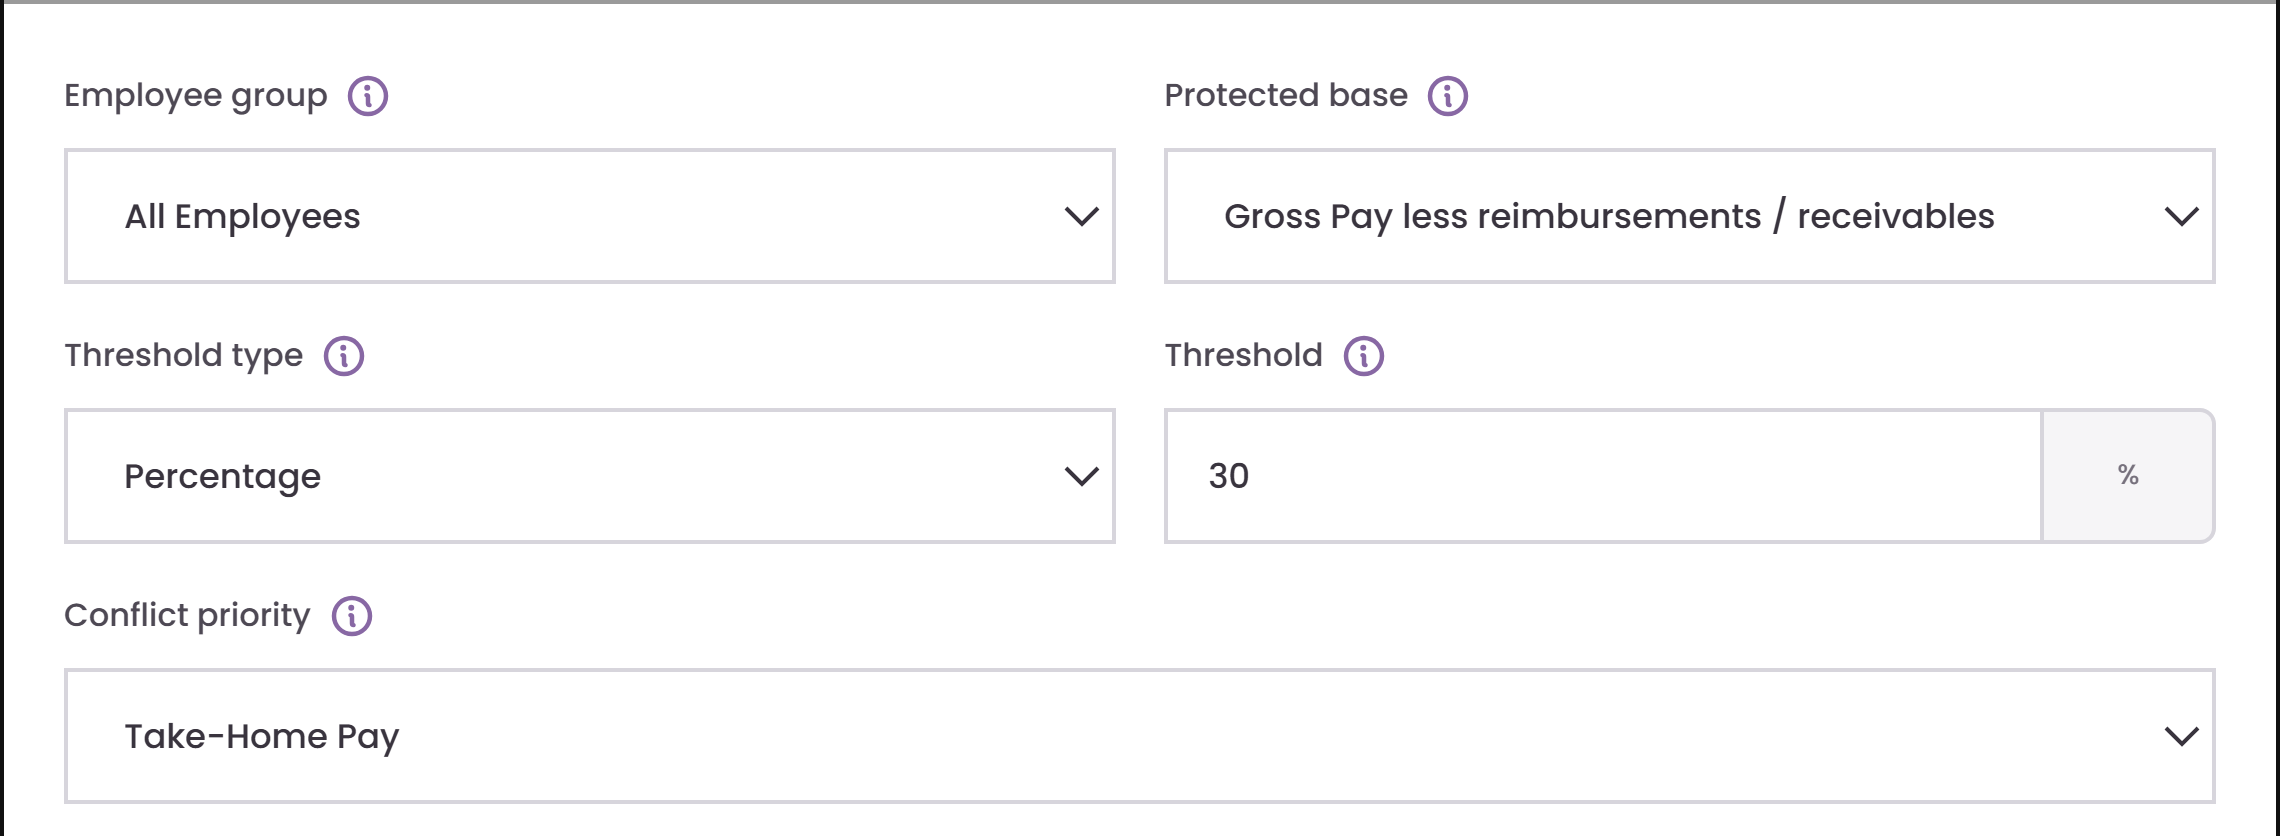 Employee group
Protected base
All Employees
Gross Pay less reimbursements / receivables
Threshold type
Threshold
Percentage
30
%
Conflict priority
Take-Home Pay